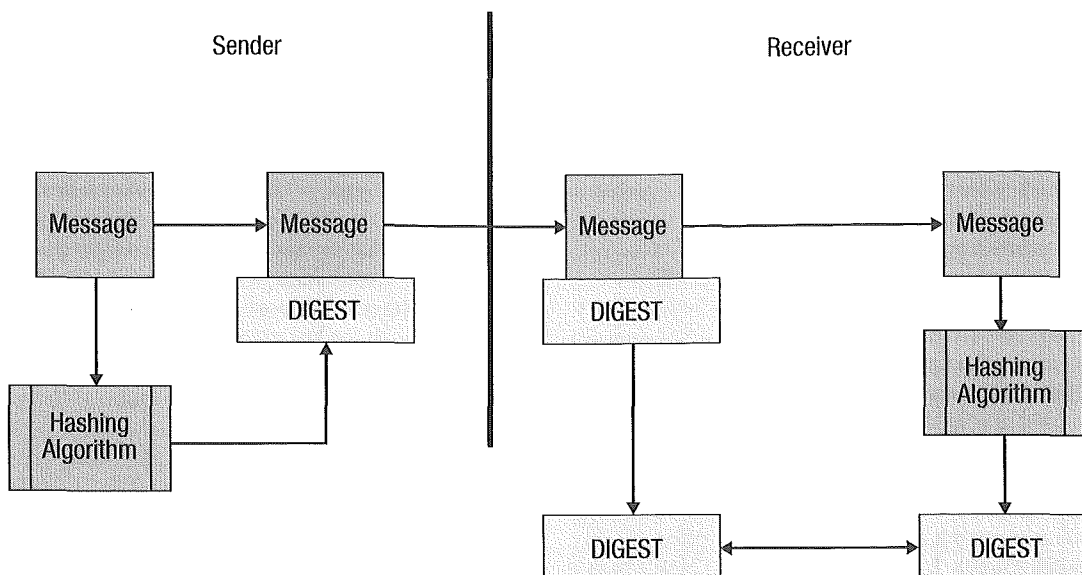 Sender
Receiver
Message
Message
Message
Message
DIGEST
DIGEST
Hashing
Algorithm
Hashing
Algorithm
DIGEST
DIGEST